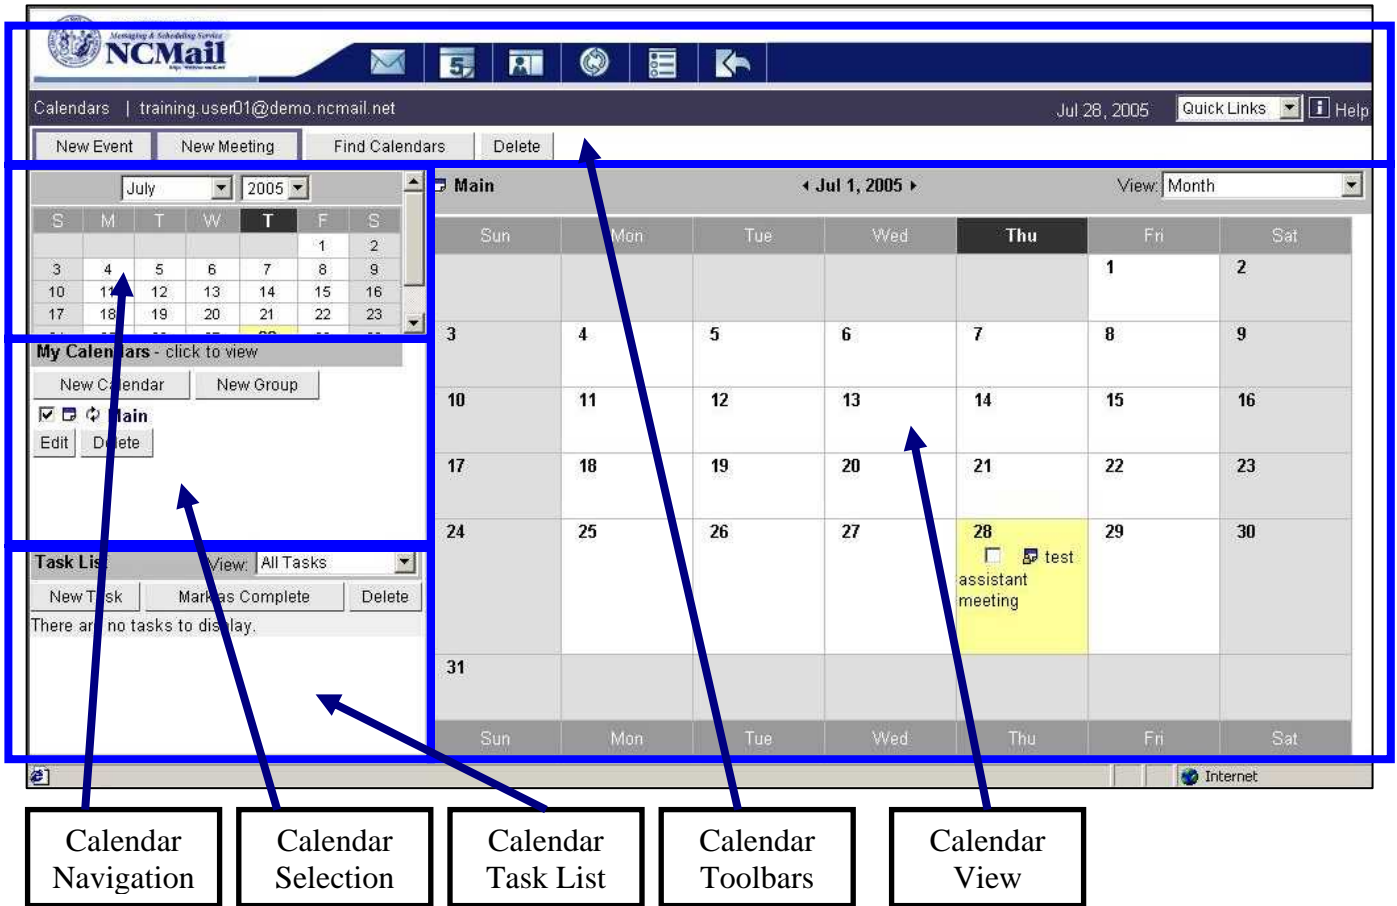 Messaging & Scheduling Service
NCMail
5
Calendars | training.user01@demo.ncmail.net Jul 28, 2005 Quick Links i Help
New Event New Meeting Find Calendars Delete
July 2005
S M T W T F S
1 2
3 4 5 6 7 8 9
10 11 12 13 14 15 16
17 18 19 20 21 22 23
My Calendars - click to view
New Calendar New Group
Main
Edit Delete
Task List View: All Tasks
New Task Mark as Complete Delete
There are no tasks to display.
Main Jul 1, 2005 View: Month
Sun Mon Tue Wed Thu Fri Sat
1 2
3 4 5 6 7 8 9
10 11 12 13 14 15 16
17 18 19 20 21 22 23
24 25 26 27 28 29 30
test
assistant
meeting
31
Sun Mon Tue Wed Thu Fri Sat
Internet
Calendar
Navigation
Calendar
Selection
Calendar
Task List
Calendar
Toolbars
Calendar
View